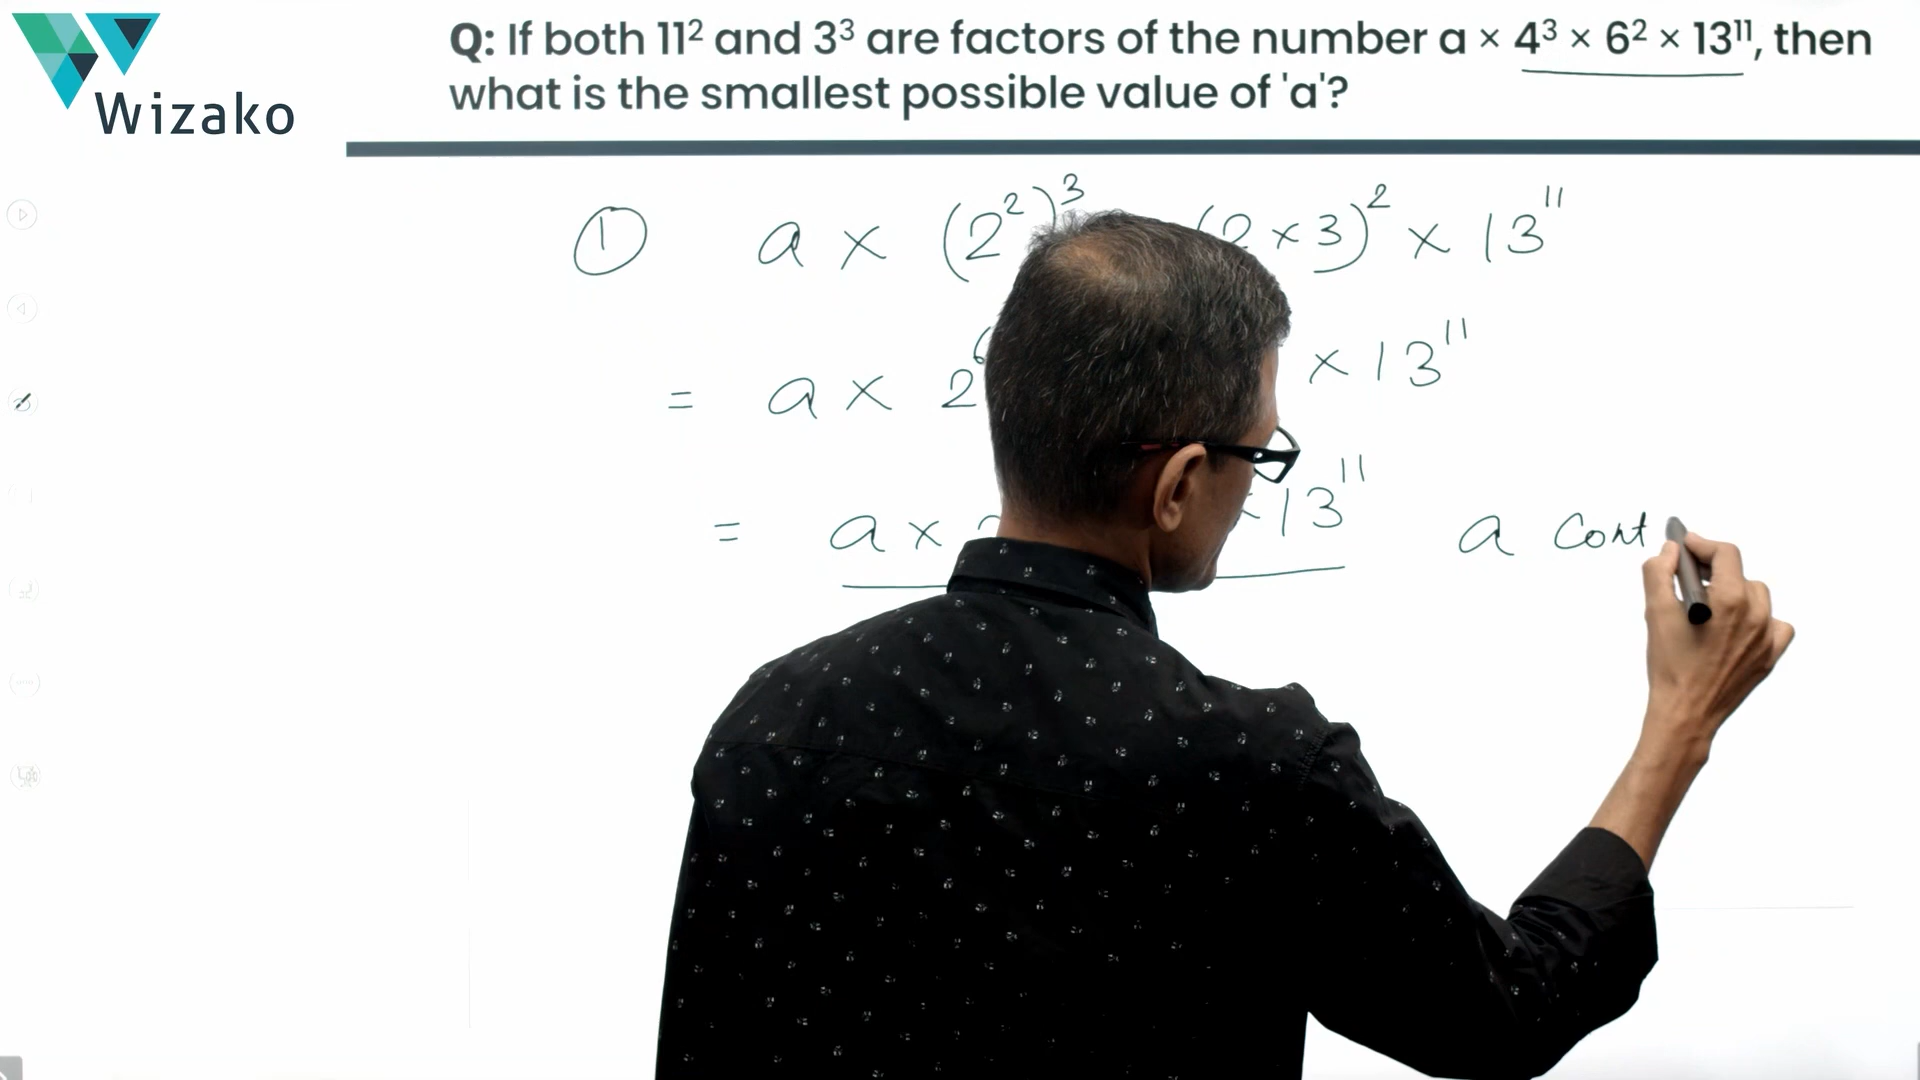 Wizako
Q: If both 11² and 3³ are factors of the number a × 4³ × 6² × 13¹¹, then
what is the smallest possible value of 'a'?
① a × (2²)³ (2 × 3)² × 13¹¹
= a × 2⁶ × 13¹¹
= a × × 13¹¹
a Cont